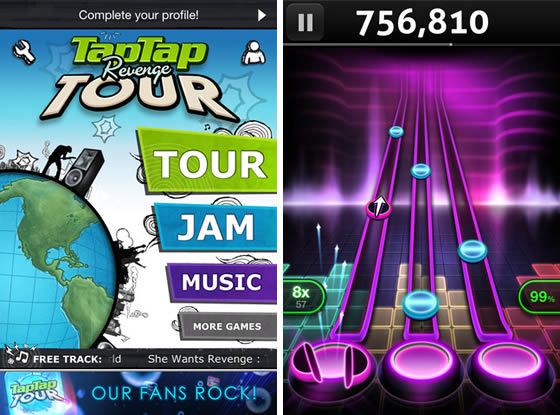 Complete your profile!
TapTap
Revenge
TOUR
TOUR
JAM
MUSIC
MORE GAMES
FREE TRACK: rld She Wants Revenge :
TapTap
TOUR
OUR FANS ROCK!
756,810
8x
57
99%